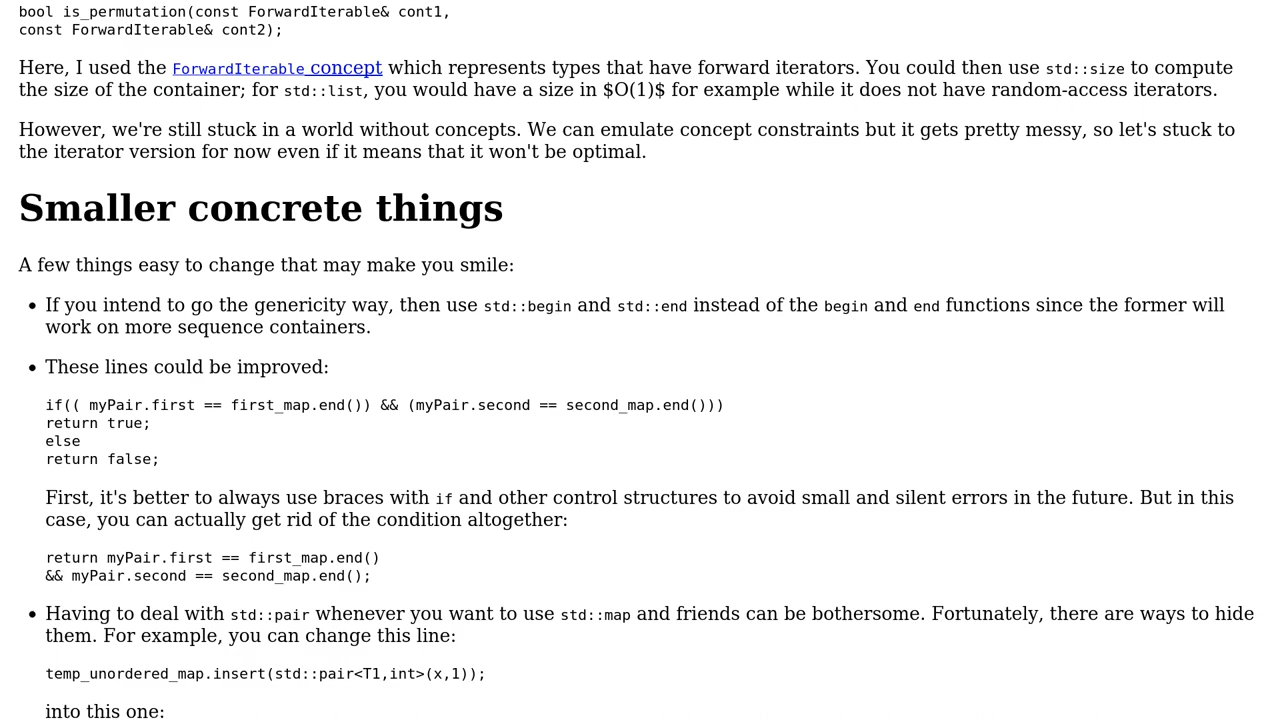 bool is_permutation(const ForwardIterable& cont1,
const ForwardIterable& cont2);
Here, I used the ForwardIterable concept which represents types that have forward iterators. You could then use std::size to compute
the size of the container; for std::list, you would have a size in $O(1)$ for example while it does not have random-access iterators.
However, we're still stuck in a world without concepts. We can emulate concept constraints but it gets pretty messy, so let's stuck to
the iterator version for now even if it means that it won't be optimal.
Smaller concrete things
A few things easy to change that may make you smile:
• If you intend to go the genericity way, then use std::begin and std::end instead of the begin and end functions since the former will
work on more sequence containers.
• These lines could be improved:
if(( myPair.first == first_map.end()) && (myPair.second == second_map.end()))
return true;
else
return false;
First, it's better to always use braces with if and other control structures to avoid small and silent errors in the future. But in this
case, you can actually get rid of the condition altogether:
return myPair.first == first_map.end()
&& myPair.second == second_map.end();
• Having to deal with std::pair whenever you want to use std::map and friends can be bothersome. Fortunately, there are ways to hide
them. For example, you can change this line:
temp_unordered_map.insert(std::pair<T1,int>(x,1));
into this one: